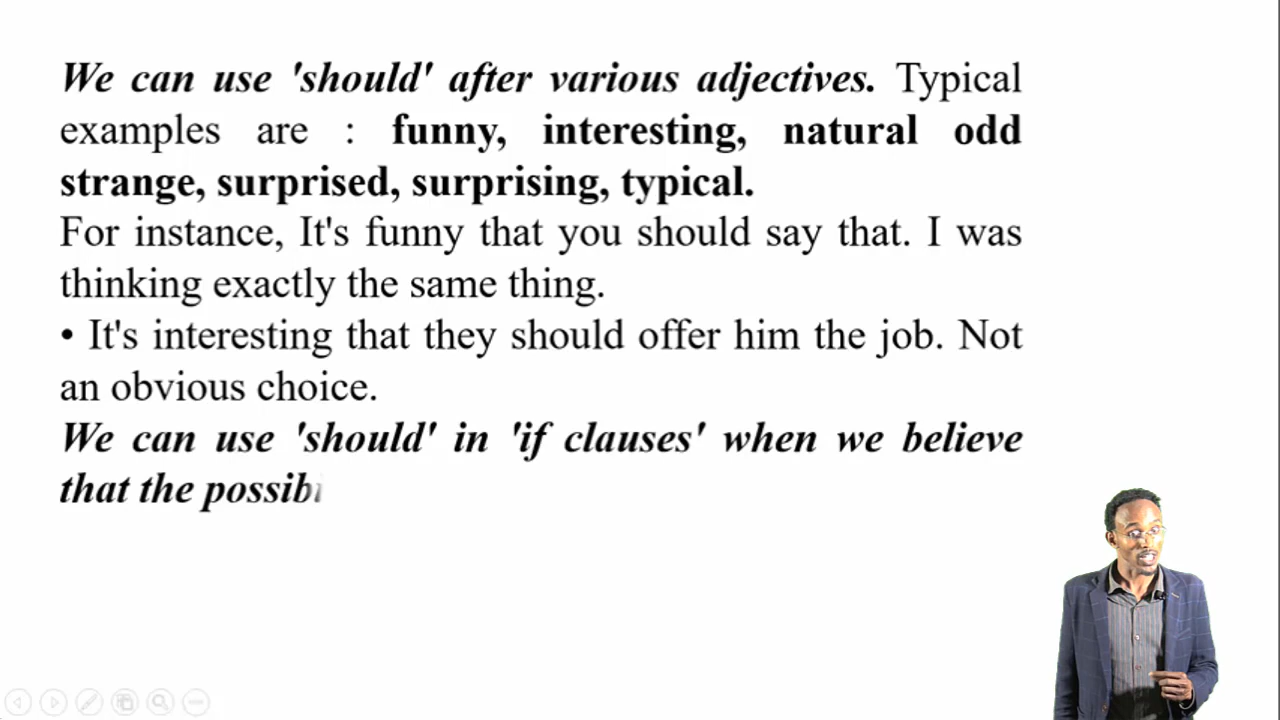 We can use 'should' after various adjectives. Typical
examples are : funny, interesting, natural odd
strange, surprised, surprising, typical.
For instance, It's funny that you should say that. I was
thinking exactly the same thing.
• It's interesting that they should offer him the job. Not
an obvious choice.
We can use 'should' in 'if clauses' when we believe
that the possibi